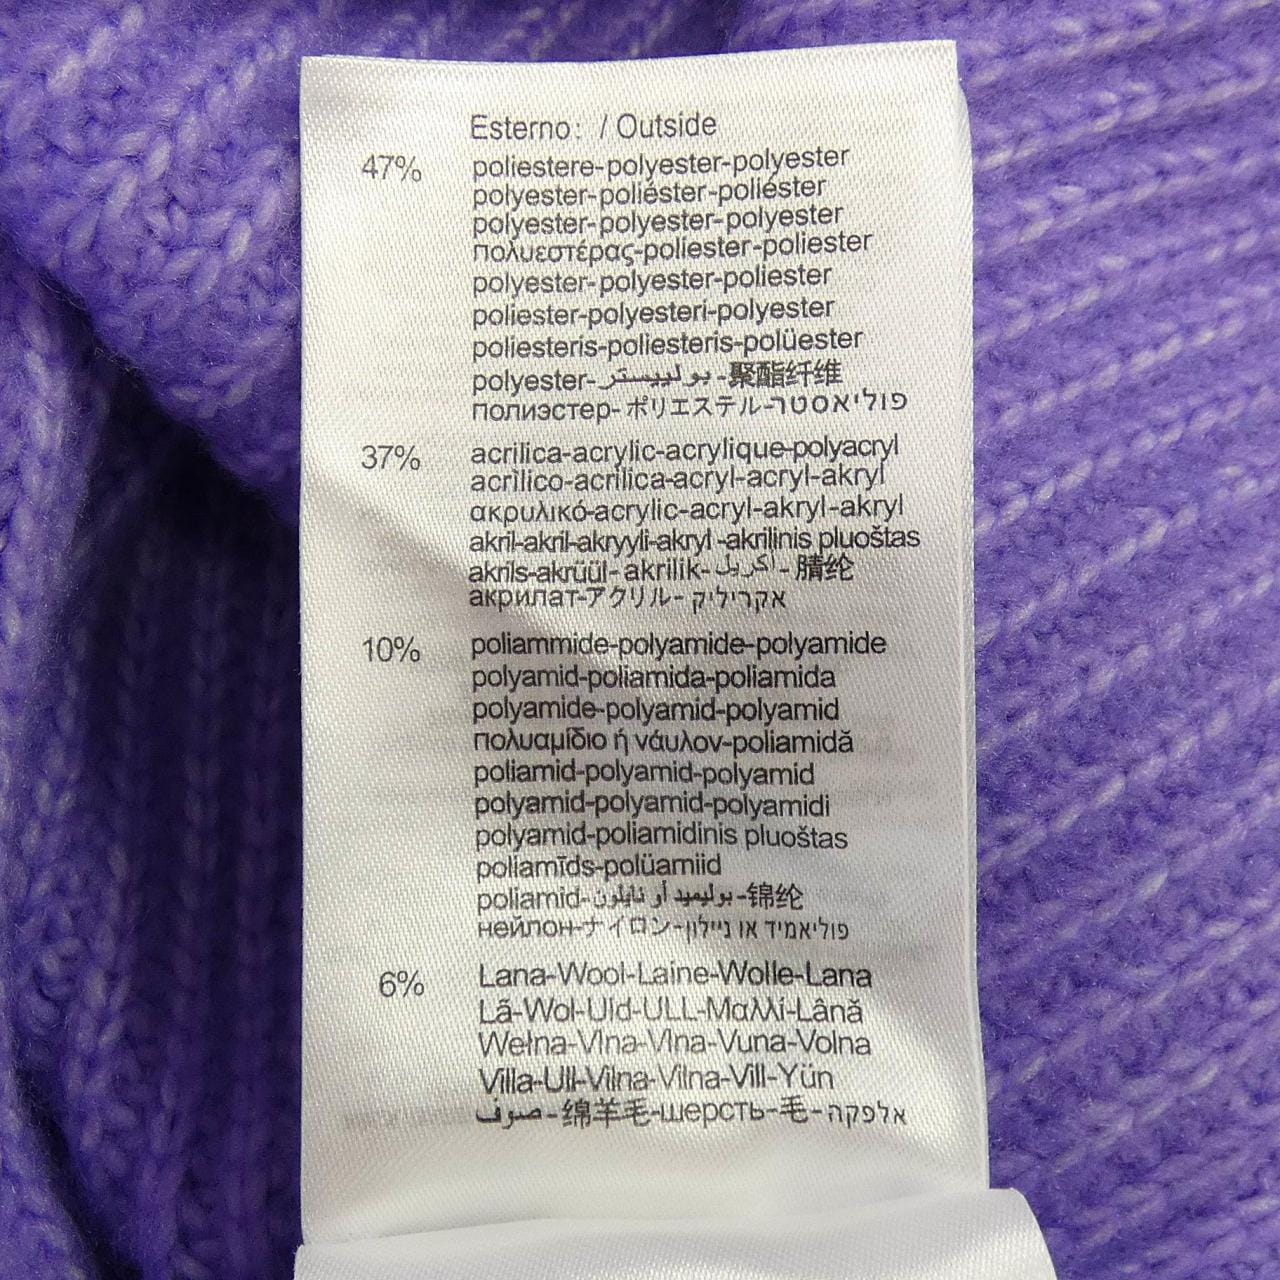 Esterno: / Outside
47% poliestere-polyester-polyester
polyester-poliéster-poliéster
polyester-polyester-polyester
πολυεστέρας-poliester-poliester
polyester-polyester-poliester
poliester-polyesteri-polyester
poliesteris-poliesteris-polüester
polyester-بوليستر-聚酯纤维
полиэстер-ポリエステル-פוליאסטר
37% acrilica-acrylic-acrylique-polyacryl
acrìlico-acrílica-acryl-acryl-akryl
ακρυλικό-acrylic-acryl-akryl-akryl
akril-akril-akryyli-akryl-akrilinis pluoštas
akrils-akrüül-akrilik-اكريل-腈纶
акрилат-アクリル-אקריליק
10% poliammide-polyamide-polyamide
polyamid-poliamida-poliamida
polyamide-polyamid-polyamid
πολυαμίδιο ή νάυλον-poliamidă
poliamid-polyamid-polyamid
polyamid-polyamid-polyamidi
polyamid-poliamidinis pluoštas
poliamīds-polüamiid
poliamid-بوليميد أو نايلون-锦纶
нейлон-ナイロン-פוליאמיד או ניילון
6% Lana-Wool-Laine-Wolle-Lana
Lã-Wol-Uld-ULL-Μαλλί-Lână
Wełna-Vlna-Vlna-Vuna-Volna
Villa-Ull-Vilna-Vilna-Vill-Yün
صوف-绵羊毛-шерсть-毛-אלפקה